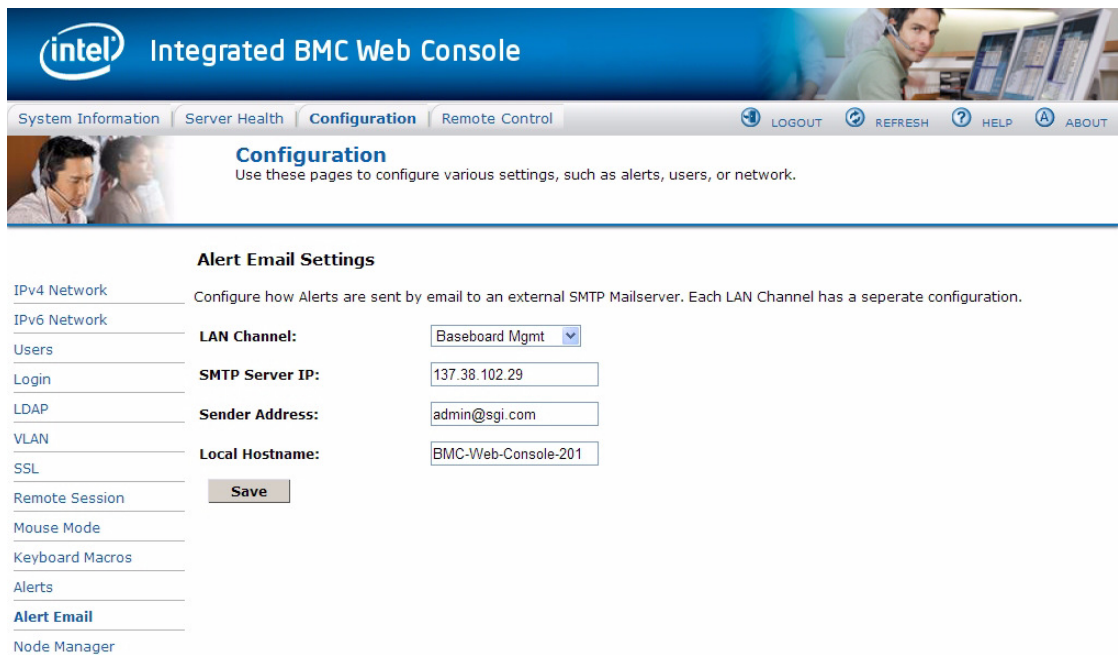 intel Integrated BMC Web Console
System Information Server Health Configuration Remote Control LOGOUT REFRESH ? HELP A ABOUT
Configuration
Use these pages to configure various settings, such as alerts, users, or network.
Alert Email Settings
Configure how Alerts are sent by email to an external SMTP Mailserver. Each LAN Channel has a seperate configuration.
IPv4 Network
IPv6 Network
Users
Login
LDAP
VLAN
SSL
Remote Session
Mouse Mode
Keyboard Macros
Alerts
Alert Email
Node Manager
LAN Channel: Baseboard Mgmt
SMTP Server IP: 137.38.102.29
Sender Address: admin@sgi.com
Local Hostname: BMC-Web-Console-201
Save